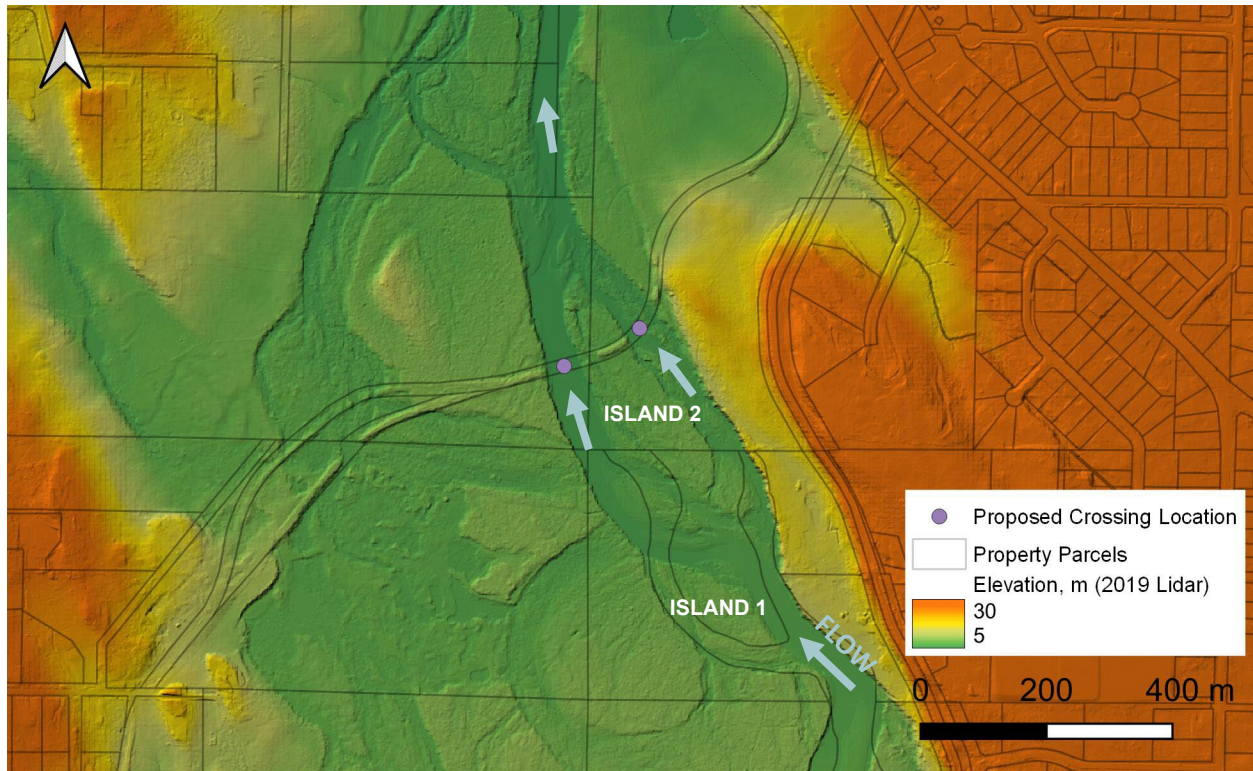 ISLAND 2
ISLAND 1
FLOW
Proposed Crossing Location
Property Parcels
Elevation, m (2019 Lidar)
30
5
0 200 400 m